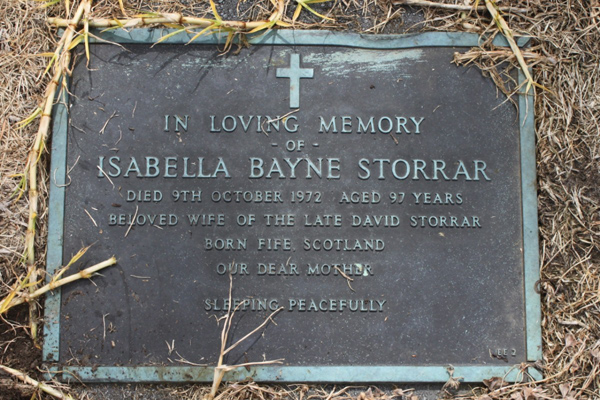 IN LOVING MEMORY
- OF -
ISABELLA BAYNE STORRAR
DIED 9TH OCTOBER 1972 AGED 97 YEARS
BELOVED WIFE OF THE LATE DAVID STORRAR
BORN FIFE, SCOTLAND
OUR DEAR MOTHER
SLEEPING PEACEFULLY